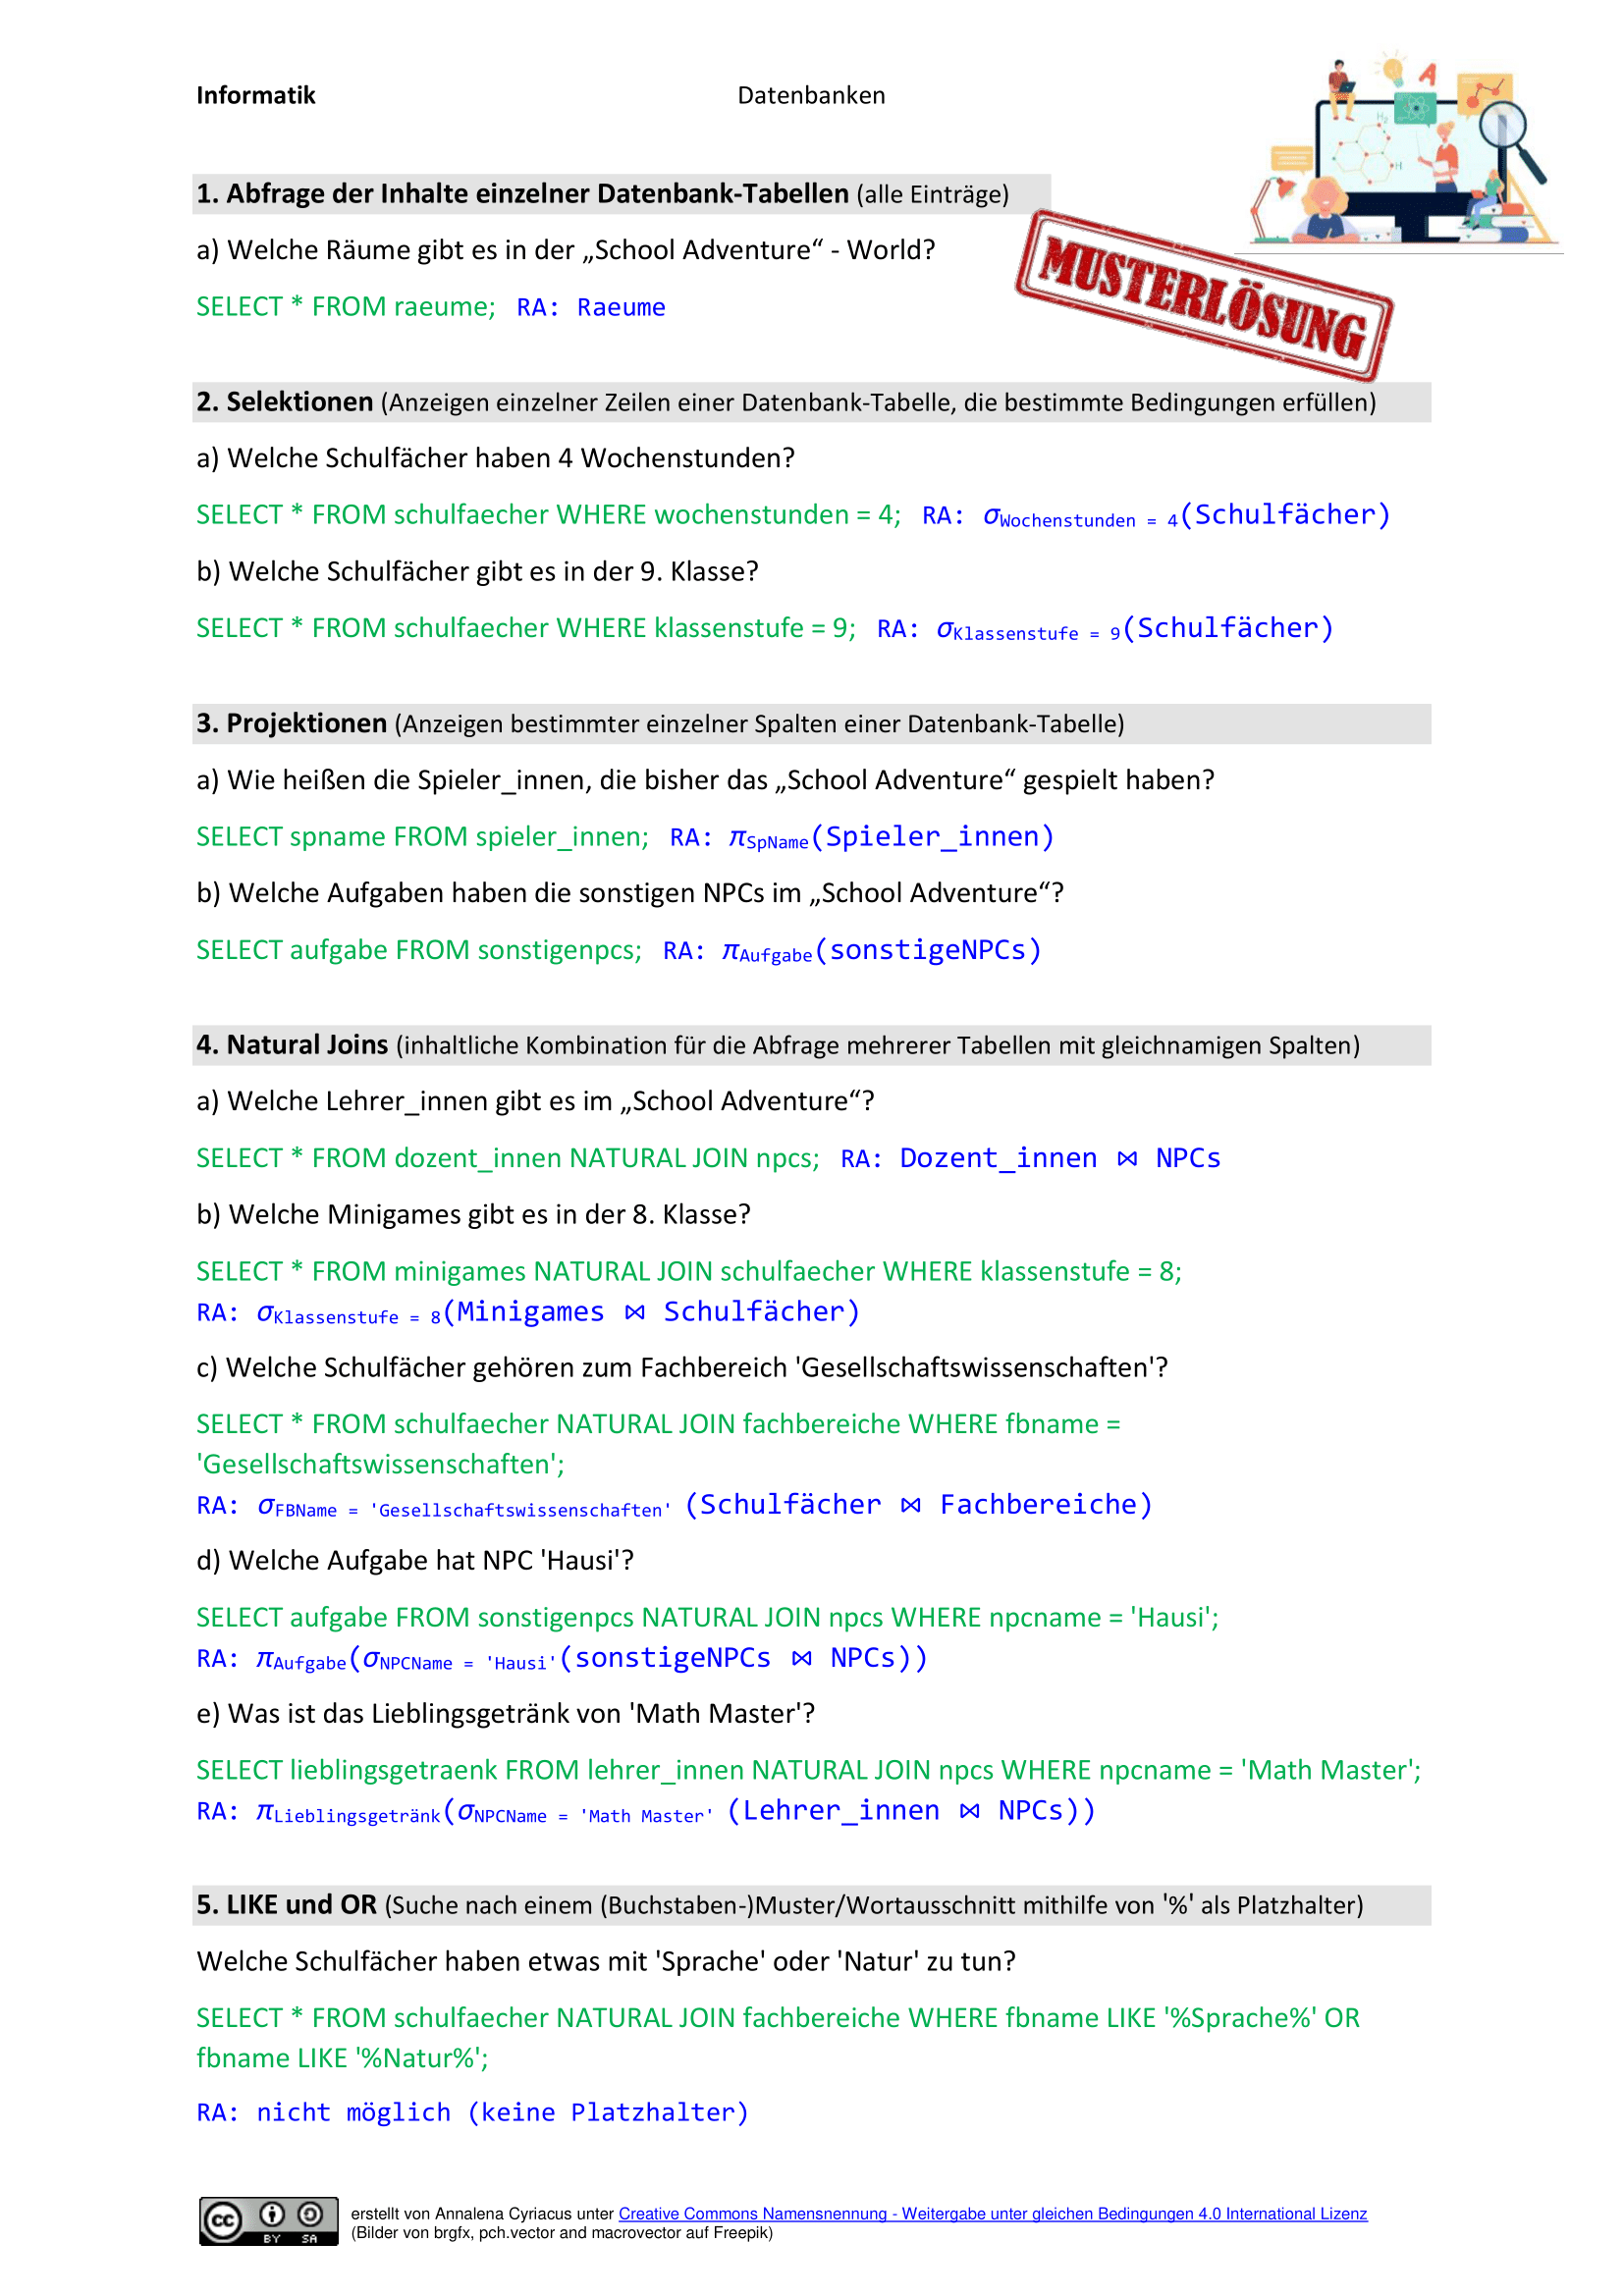 Informatik
Datenbanken
1. Abfrage der Inhalte einzelner Datenbank-Tabellen (alle Einträge)
a) Welche Räume gibt es in der „School Adventure“ - World?
MUSTERLÖSUNG
SELECT * FROM raeume; RA: Raeume
2. Selektionen (Anzeigen einzelner Zeilen einer Datenbank-Tabelle, die bestimmte Bedingungen erfüllen)
a) Welche Schulfächer haben 4 Wochenstunden?
SELECT * FROM schulfaecher WHERE wochenstunden = 4; RA: σWochenstunden = 4(Schulfächer)
b) Welche Schulfächer gibt es in der 9. Klasse?
SELECT * FROM schulfaecher WHERE klassenstufe = 9; RA: σKlassenstufe = 9(Schulfächer)
3. Projektionen (Anzeigen bestimmter einzelner Spalten einer Datenbank-Tabelle)
a) Wie heißen die Spieler_innen, die bisher das „School Adventure“ gespielt haben?
SELECT spname FROM spieler_innen; RA: πSpName(Spieler_innen)
b) Welche Aufgaben haben die sonstigen NPCs im „School Adventure“?
SELECT aufgabe FROM sonstigenpcs; RA: πAufgabe(sonstigeNPCs)
4. Natural Joins (inhaltliche Kombination für die Abfrage mehrerer Tabellen mit gleichnamigen Spalten)
a) Welche Lehrer_innen gibt es im „School Adventure“?
SELECT * FROM dozent_innen NATURAL JOIN npcs; RA: Dozent_innen ⋈ NPCs
b) Welche Minigames gibt es in der 8. Klasse?
SELECT * FROM minigames NATURAL JOIN schulfaecher WHERE klassenstufe = 8;
RA: σKlassenstufe = 8(Minigames ⋈ Schulfächer)
c) Welche Schulfächer gehören zum Fachbereich 'Gesellschaftswissenschaften'?
SELECT * FROM schulfaecher NATURAL JOIN fachbereiche WHERE fbname =
'Gesellschaftswissenschaften';
RA: σFBName = 'Gesellschaftswissenschaften' (Schulfächer ⋈ Fachbereiche)
d) Welche Aufgabe hat NPC 'Hausi'?
SELECT aufgabe FROM sonstigenpcs NATURAL JOIN npcs WHERE npcname = 'Hausi';
RA: πAufgabe(σNPCName = 'Hausi'(sonstigeNPCs ⋈ NPCs))
e) Was ist das Lieblingsgetränk von 'Math Master'?
SELECT lieblingsgetraenk FROM lehrer_innen NATURAL JOIN npcs WHERE npcname = 'Math Master';
RA: πLieblingsgetränk(σNPCName = 'Math Master' (Lehrer_innen ⋈ NPCs))
5. LIKE und OR (Suche nach einem (Buchstaben-)Muster/Wortausschnitt mithilfe von '%' als Platzhalter)
Welche Schulfächer haben etwas mit 'Sprache' oder 'Natur' zu tun?
SELECT * FROM schulfaecher NATURAL JOIN fachbereiche WHERE fbname LIKE '%Sprache%' OR
fbname LIKE '%Natur%';
RA: nicht möglich (keine Platzhalter)
cc BY SA
erstellt von Annalena Cyriacus unter Creative Commons Namensnennung - Weitergabe unter gleichen Bedingungen 4.0 International Lizenz
(Bilder von brgfx, pch.vector and macrovector auf Freepik)